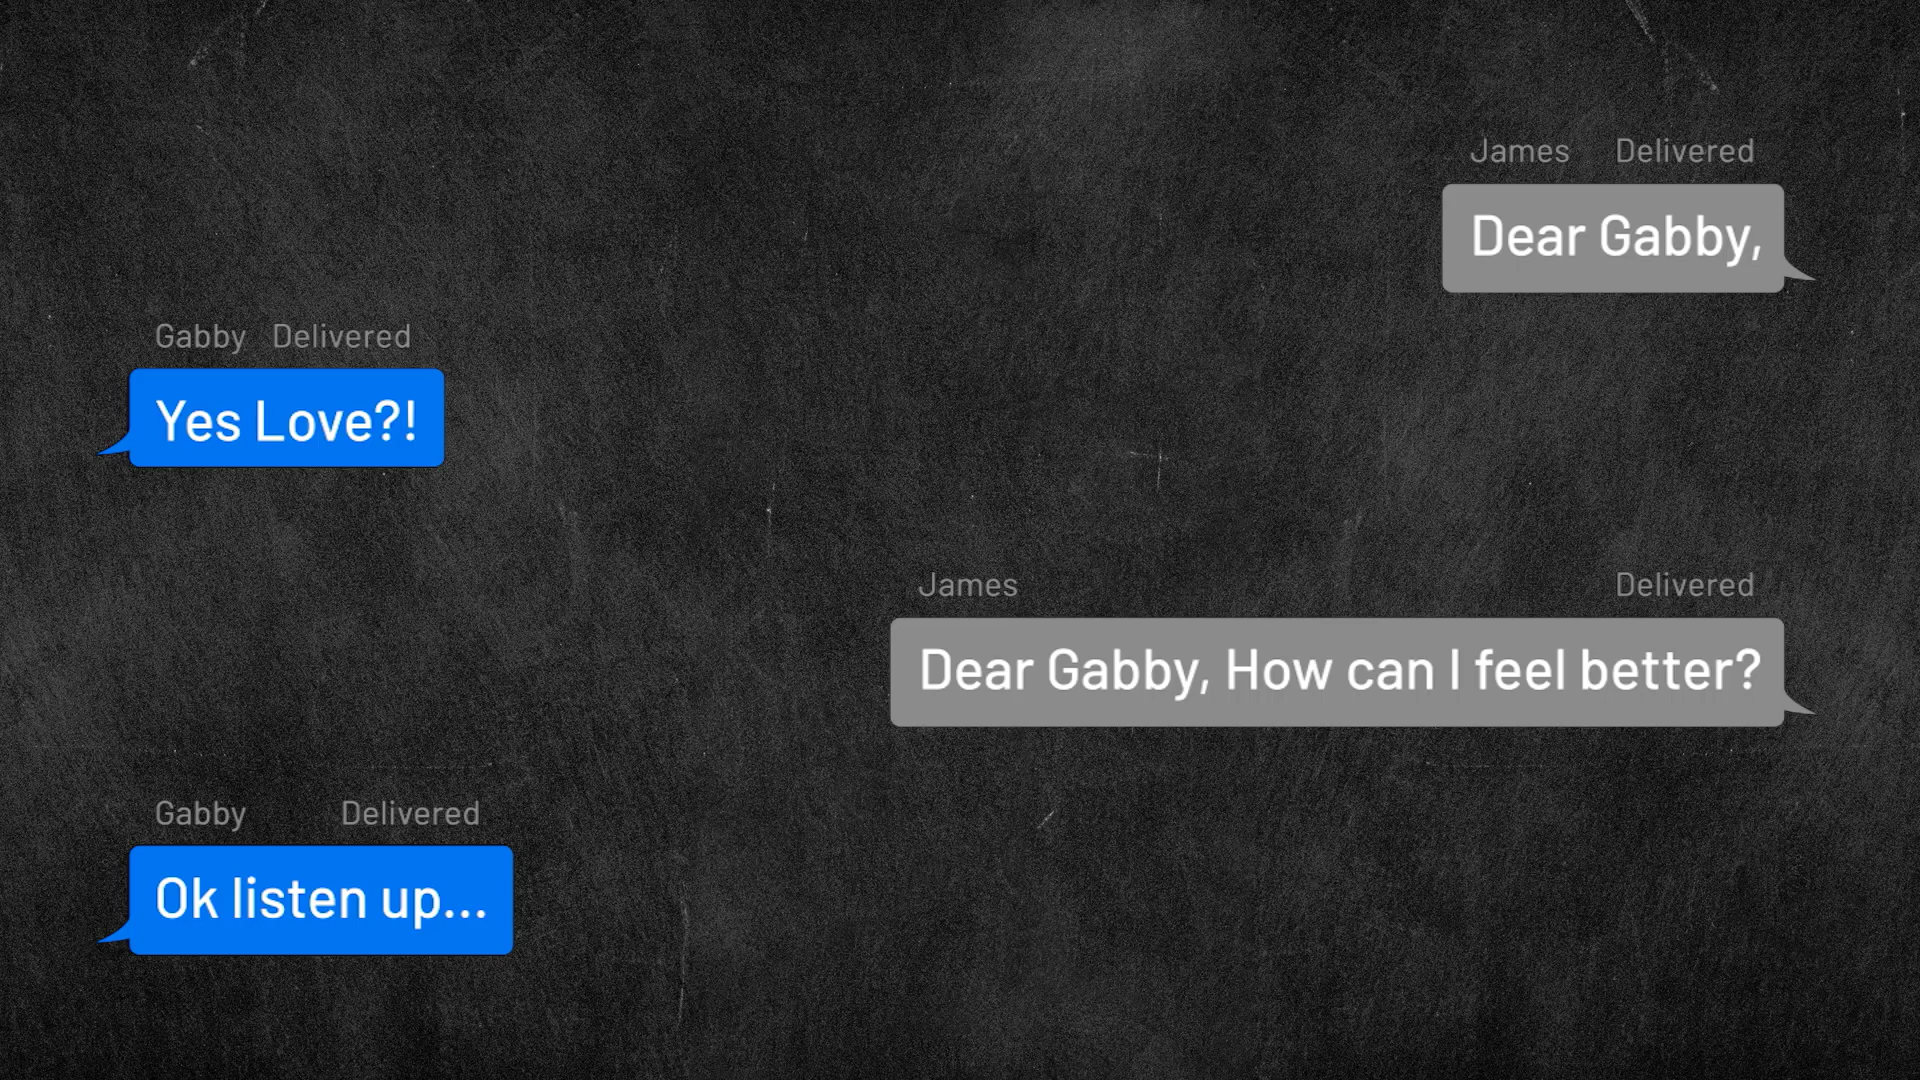 James Delivered
Dear Gabby,
Gabby Delivered
Yes Love?!
James Delivered
Dear Gabby, How can I feel better?
Gabby Delivered
Ok listen up...